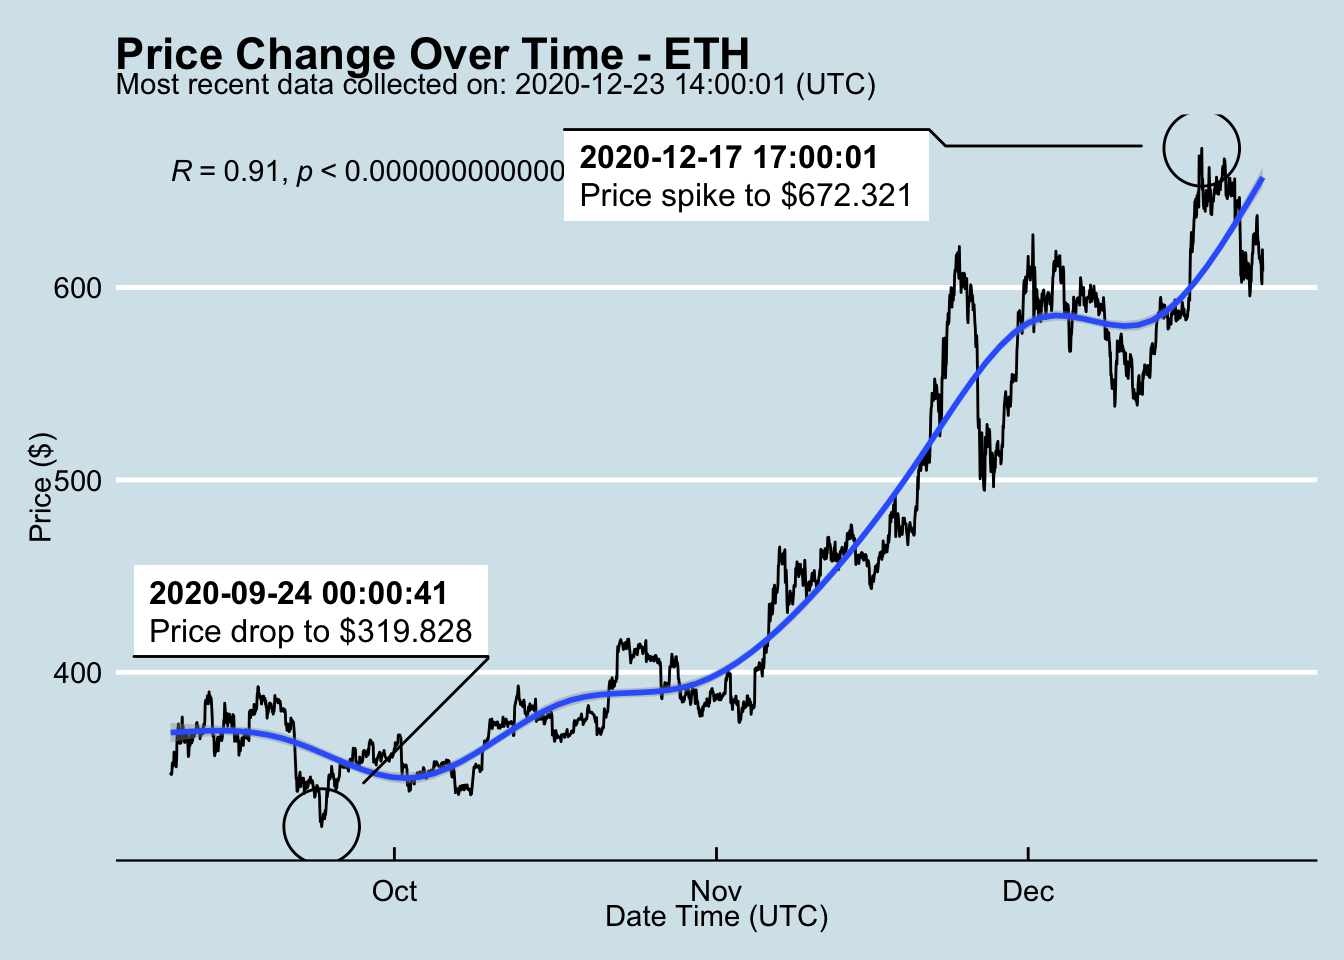 Price Change Over Time - ETH
Most recent data collected on: 2020-12-23 14:00:01 (UTC)
R = 0.91, p < 0.000000000000
2020-12-17 17:00:01
Price spike to $672.321
600
500
400
Price ($)
2020-09-24 00:00:41
Price drop to $319.828
Oct
Nov
Dec
Date Time (UTC)